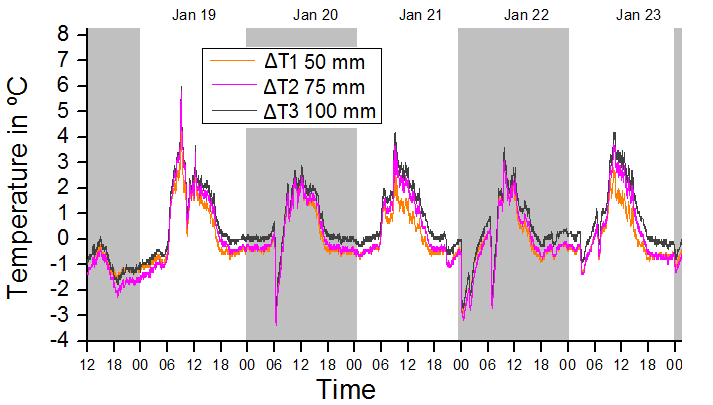 Jan 19 Jan 20 Jan 21 Jan 22 Jan 23
ΔT1 50 mm
ΔT2 75 mm
ΔT3 100 mm
Temperature in ºC
8
7
6
5
4
3
2
1
0
-1
-2
-3
-4
12 18 00 06 12 18 00 06 12 18 00 06 12 18 00 06 12 18 00 06 12 18 00
Time